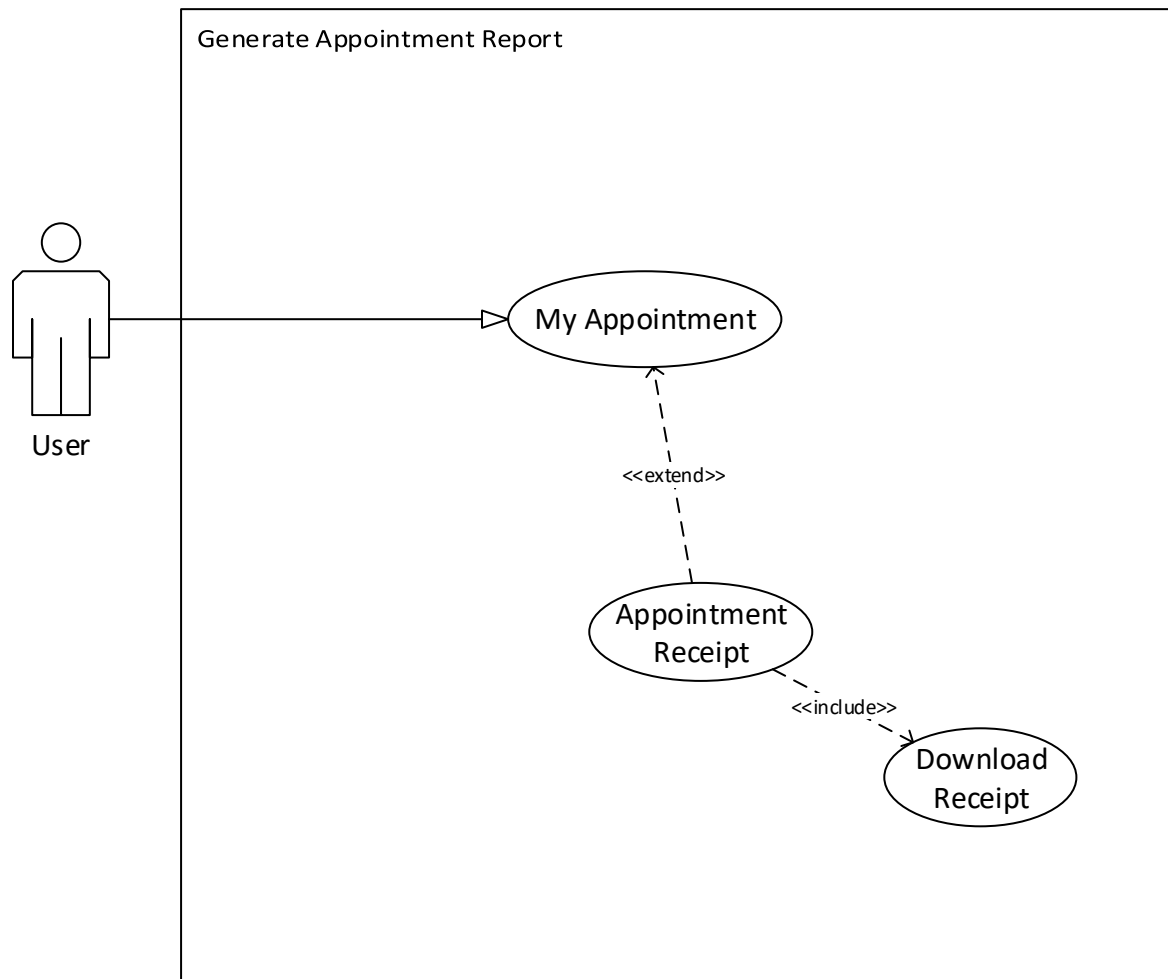 Generate Appointment Report
My Appointment
User
<<extend>>
Appointment
Receipt
<<include>>
Download
Receipt